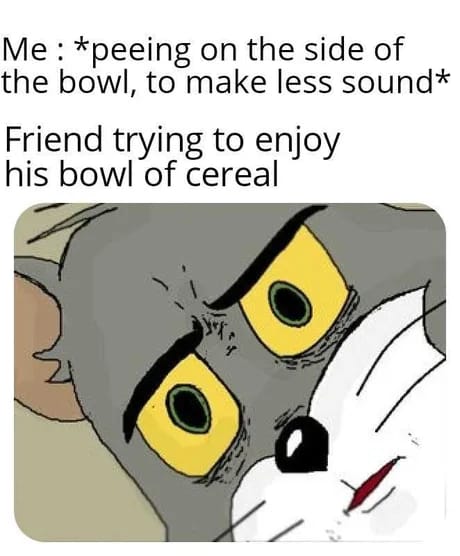 Me : *peeing on the side of
the bowl, to make less sound*
Friend trying to enjoy
his bowl of cereal